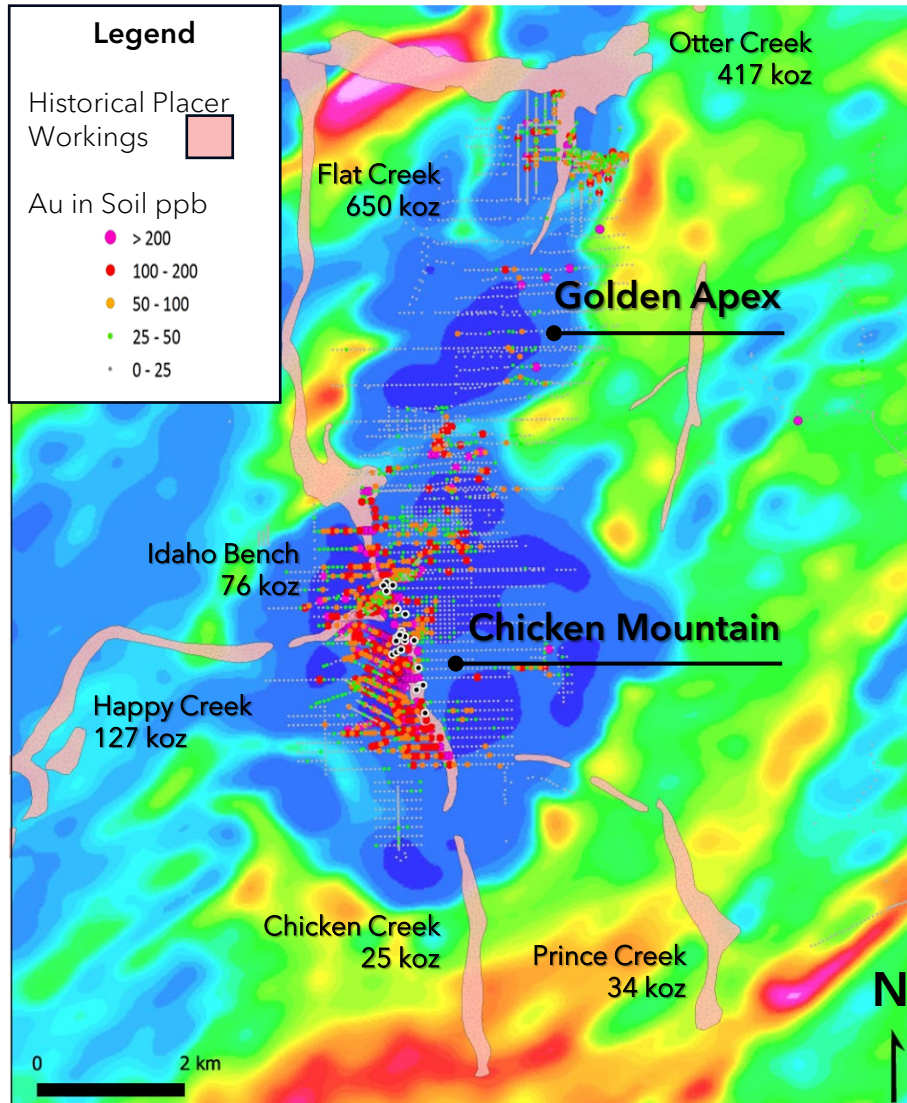 Legend
Historical Placer
Workings
Au in Soil ppb
> 200
100 - 200
50 - 100
25 - 50
0 - 25
Otter Creek
417 koz
Flat Creek
650 koz
Golden Apex
Idaho Bench
76 koz
Chicken Mountain
Happy Creek
127 koz
Chicken Creek
25 koz
Prince Creek
34 koz
N
0 2 km